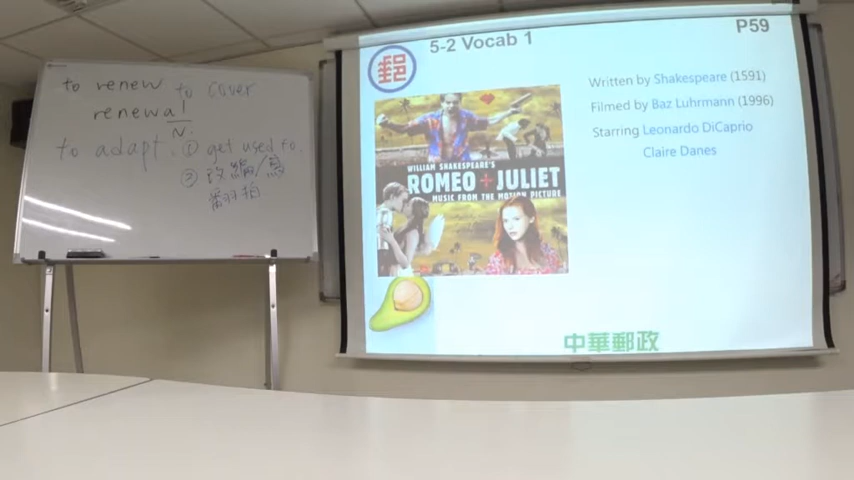 to renew to cover
renewal
N.
to adapt. ① get used to.
② 改編/寫
翻拍
5-2 Vocab 1
P59
郵
Written by Shakespeare (1591)
Filmed by Baz Luhrmann (1996)
Starring Leonardo DiCaprio
Claire Danes
WILLIAM SHAKESPEARE'S
ROMEO + JULIET
MUSIC FROM THE MOTION PICTURE
中華郵政